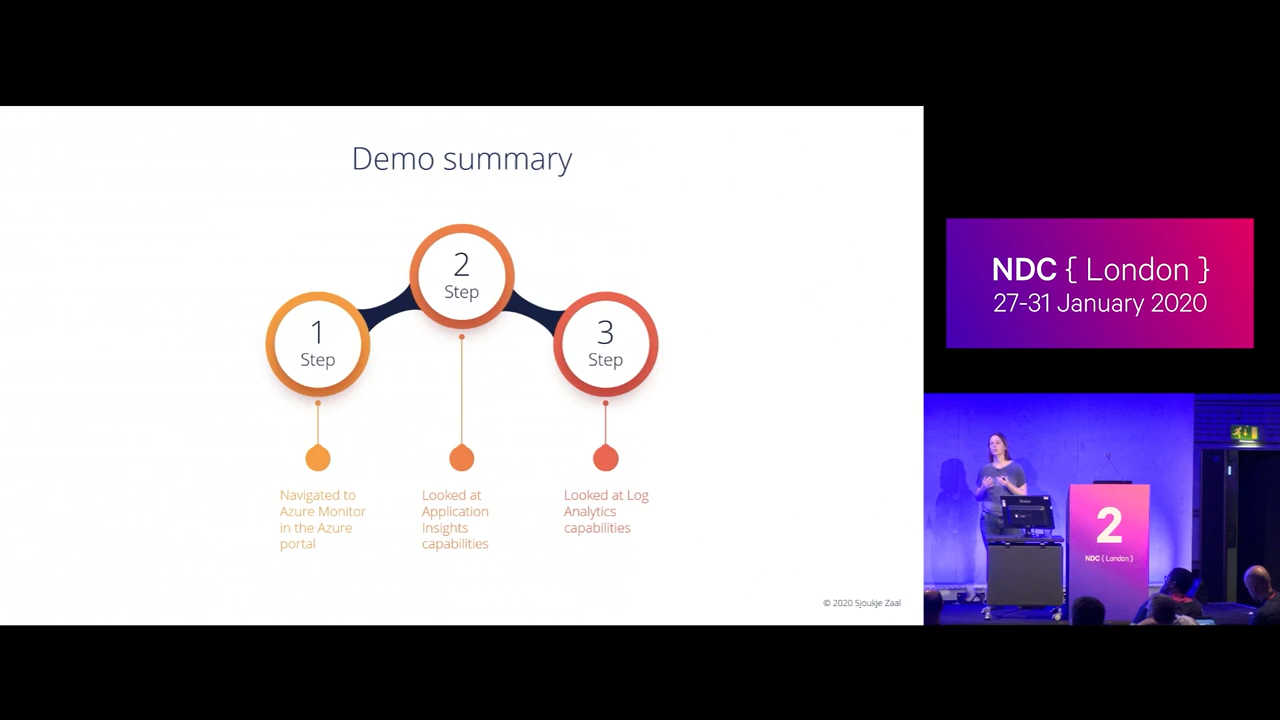 Demo summary
1
Step
2
Step
3
Step
Navigated to
Azure Monitor
in the Azure
portal
Looked at
Application
Insights
capabilities
Looked at Log
Analytics
capabilities
© 2020 Sjoukje Zaal
NDC { London }
27-31 January 2020
2
NDC { London }